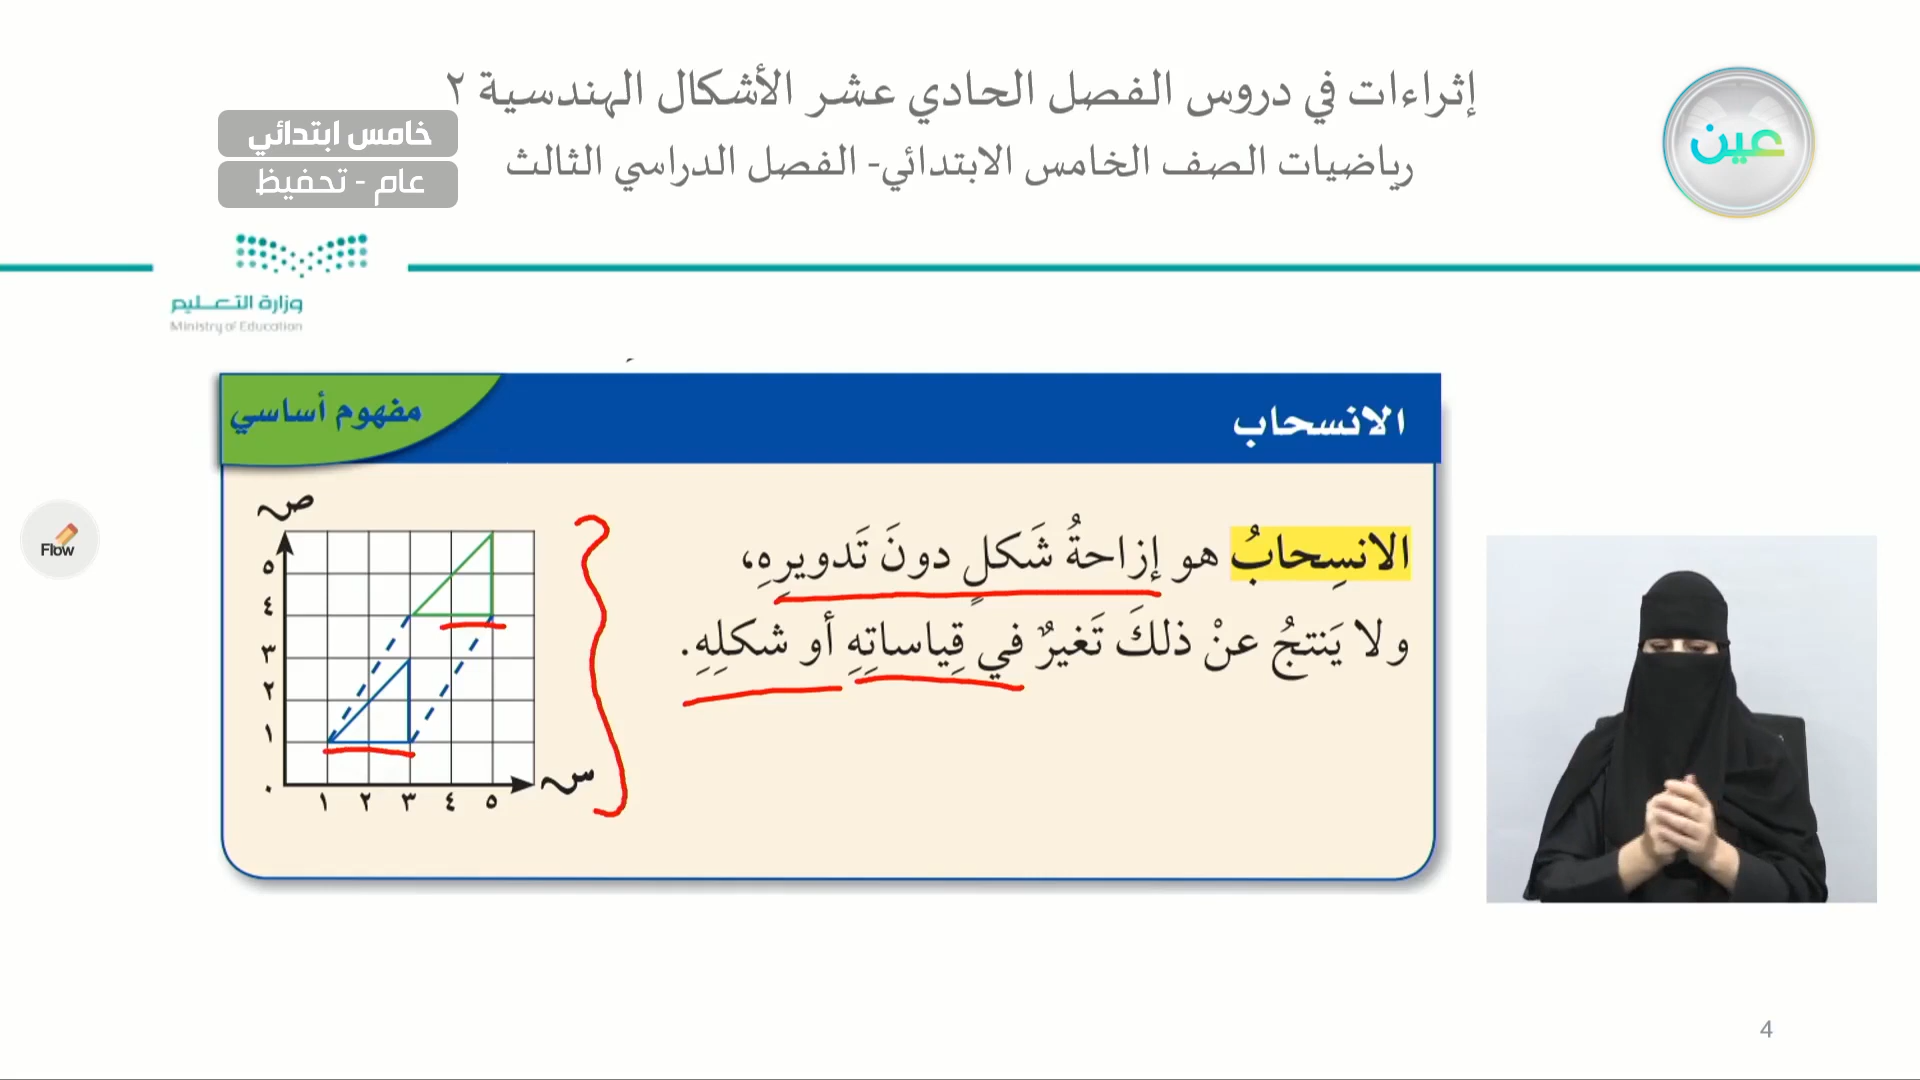 إثراءات في دروس الفصل الحادي عشر الأشكال الهندسية ٢
رياضيات الصف الخامس الابتدائي- الفصل الدراسي الثالث
خامس ابتدائي
عام - تحفيظ
عين
وزارة التعليم
Ministry of Education
الانسحاب
مفهوم أساسي
الانسِحابُ هو إزاحةُ شَكلٍ دونَ تَدويرِهِ،
ولا يَنتجُ عنْ ذلكَ تَغيرٌ في قِياساتِهِ أو شكلِهِ.
ص
٥
٤
٣
٢
١
٠
١ ٢ ٣ ٤ ٥
س
Flow
4